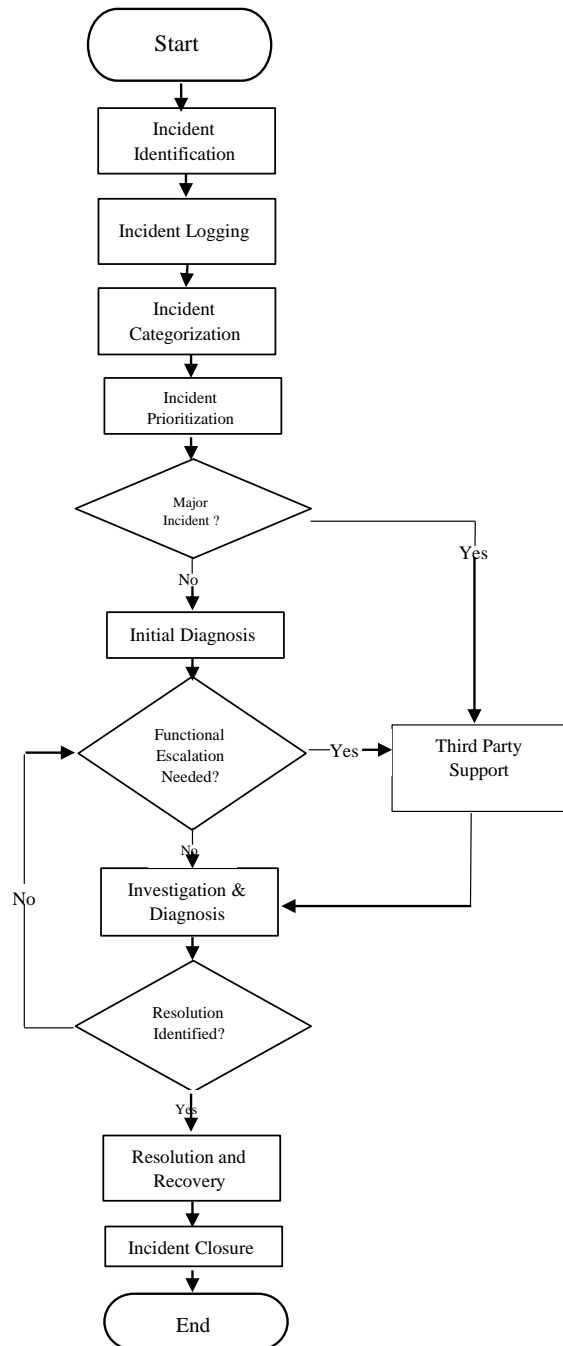 Start
Incident
Identification
Incident Logging
Incident
Categorization
Incident
Prioritization
Major
Incident ?
Yes
No
Initial Diagnosis
Functional
Escalation
Needed?
Yes
Third Party
Support
No
Investigation &
Diagnosis
No
Resolution
Identified?
Yes
Resolution and
Recovery
Incident Closure
End